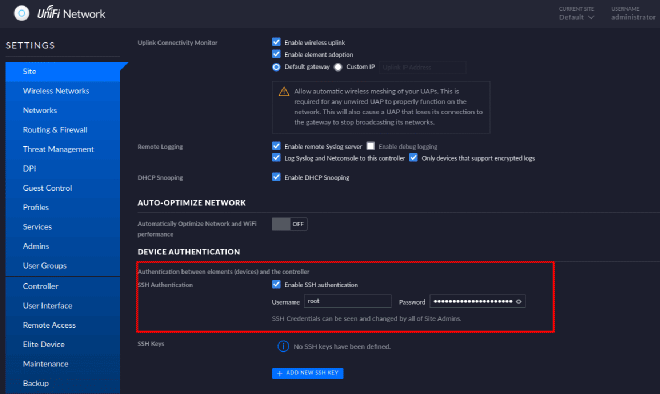 UniFi Network
CURRENT SITE
Default
USERNAME
administrator
SETTINGS
Site
Wireless Networks
Networks
Routing & Firewall
Threat Management
DPI
Guest Control
Profiles
Services
Admins
User Groups
Controller
User Interface
Remote Access
Elite Device
Maintenance
Backup
Uplink Connectivity Monitor
Enable wireless uplink
Enable element adoption
Default gateway Custom IP Uplink IP Address
Allow automatic wireless meshing of your UAPs. This is
required for any unwired UAP to properly function on the
network. This will also cause a UAP that loses its connection to
the gateway to stop broadcasting its networks.
Remote Logging
Enable remote Syslog server Enable debug logging
Log Syslog and Netconsole to this controller Only devices that support encrypted logs
DHCP Snooping
Enable DHCP Snooping
AUTO-OPTIMIZE NETWORK
Automatically Optimize Network and WiFi
performance
OFF
DEVICE AUTHENTICATION
Authentication between elements (devices) and the controller
SSH Authentication
Enable SSH authentication
Username root Password
SSH Credentials can be seen and changed by all of Site Admins.
SSH Keys
No SSH keys have been defined.
+ ADD NEW SSH KEY